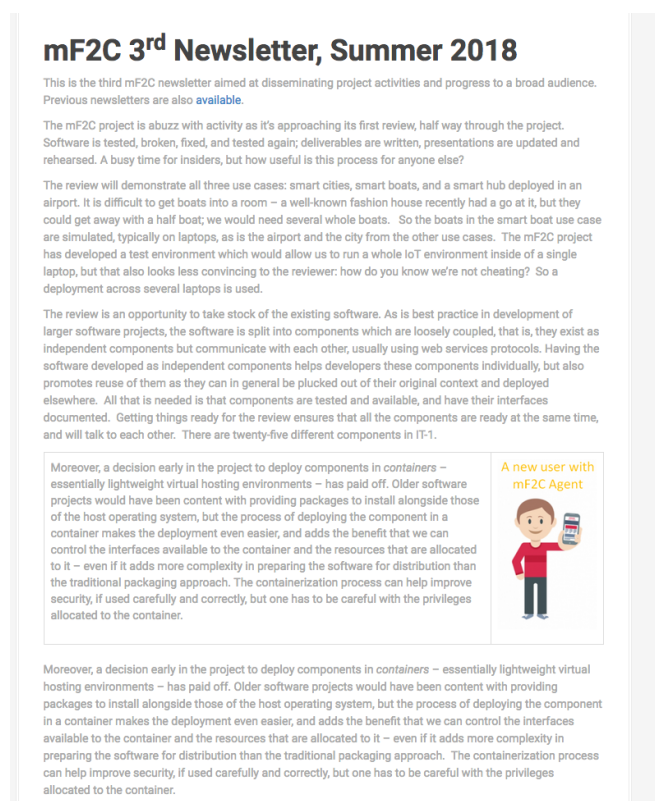 mF2C 3rd Newsletter, Summer 2018
This is the third mF2C newsletter aimed at disseminating project activities and progress to a broad audience.
Previous newsletters are also available.
The mF2C project is abuzz with activity as it's approaching its first review, half way through the project.
Software is tested, broken, fixed, and tested again; deliverables are written, presentations are updated and
rehearsed. A busy time for insiders, but how useful is this process for anyone else?
The review will demonstrate all three use cases: smart cities, smart boats, and a smart hub deployed in an
airport. It is difficult to get boats into a room – a well-known fashion house recently had a go at it, but they
could get away with a half boat; we would need several whole boats.   So the boats in the smart boat use case
are simulated, typically on laptops, as is the airport and the city from the other use cases.  The mF2C project
has developed a test environment which would allow us to run a whole IoT environment inside of a single
laptop, but that also looks less convincing to the reviewer: how do you know we're not cheating?  So a
deployment across several laptops is used.
The review is an opportunity to take stock of the existing software. As is best practice in development of
larger software projects, the software is split into components which are loosely coupled, that is, they exist as
independent components but communicate with each other, usually using web services protocols. Having the
software developed as independent components helps developers these components individually, but also
promotes reuse of them as they can in general be plucked out of their original context and deployed
elsewhere.  All that is needed is that components are tested and available, and have their interfaces
documented.  Getting things ready for the review ensures that all the components are ready at the same time,
and will talk to each other.  There are twenty-five different components in IT-1.
Moreover, a decision early in the project to deploy components in containers –
essentially lightweight virtual hosting environments – has paid off. Older software
projects would have been content with providing packages to install alongside those
of the host operating system, but the process of deploying the component in a
container makes the deployment even easier, and adds the benefit that we can
control the interfaces available to the container and the resources that are allocated
to it – even if it adds more complexity in preparing the software for distribution than
the traditional packaging approach. The containerization process can help improve
security, if used carefully and correctly, but one has to be careful with the privileges
allocated to the container.
A new user with
mF2C Agent
Moreover, a decision early in the project to deploy components in containers – essentially lightweight virtual
hosting environments – has paid off. Older software projects would have been content with providing
packages to install alongside those of the host operating system, but the process of deploying the component
in a container makes the deployment even easier, and adds the benefit that we can control the interfaces
available to the container and the resources that are allocated to it – even if it adds more complexity in
preparing the software for distribution than the traditional packaging approach.  The containerization process
can help improve security, if used carefully and correctly, but one has to be careful with the privileges
allocated to the container.